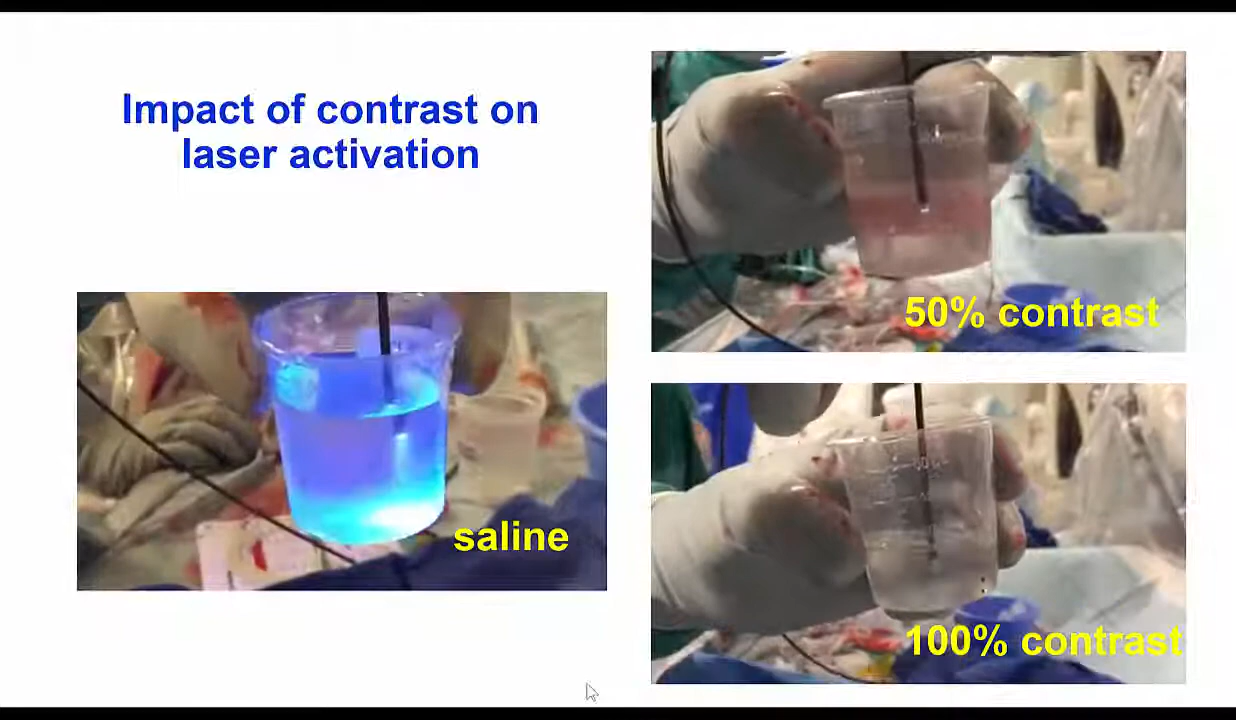 Impact of contrast on
laser activation
saline
50% contrast
100% contrast